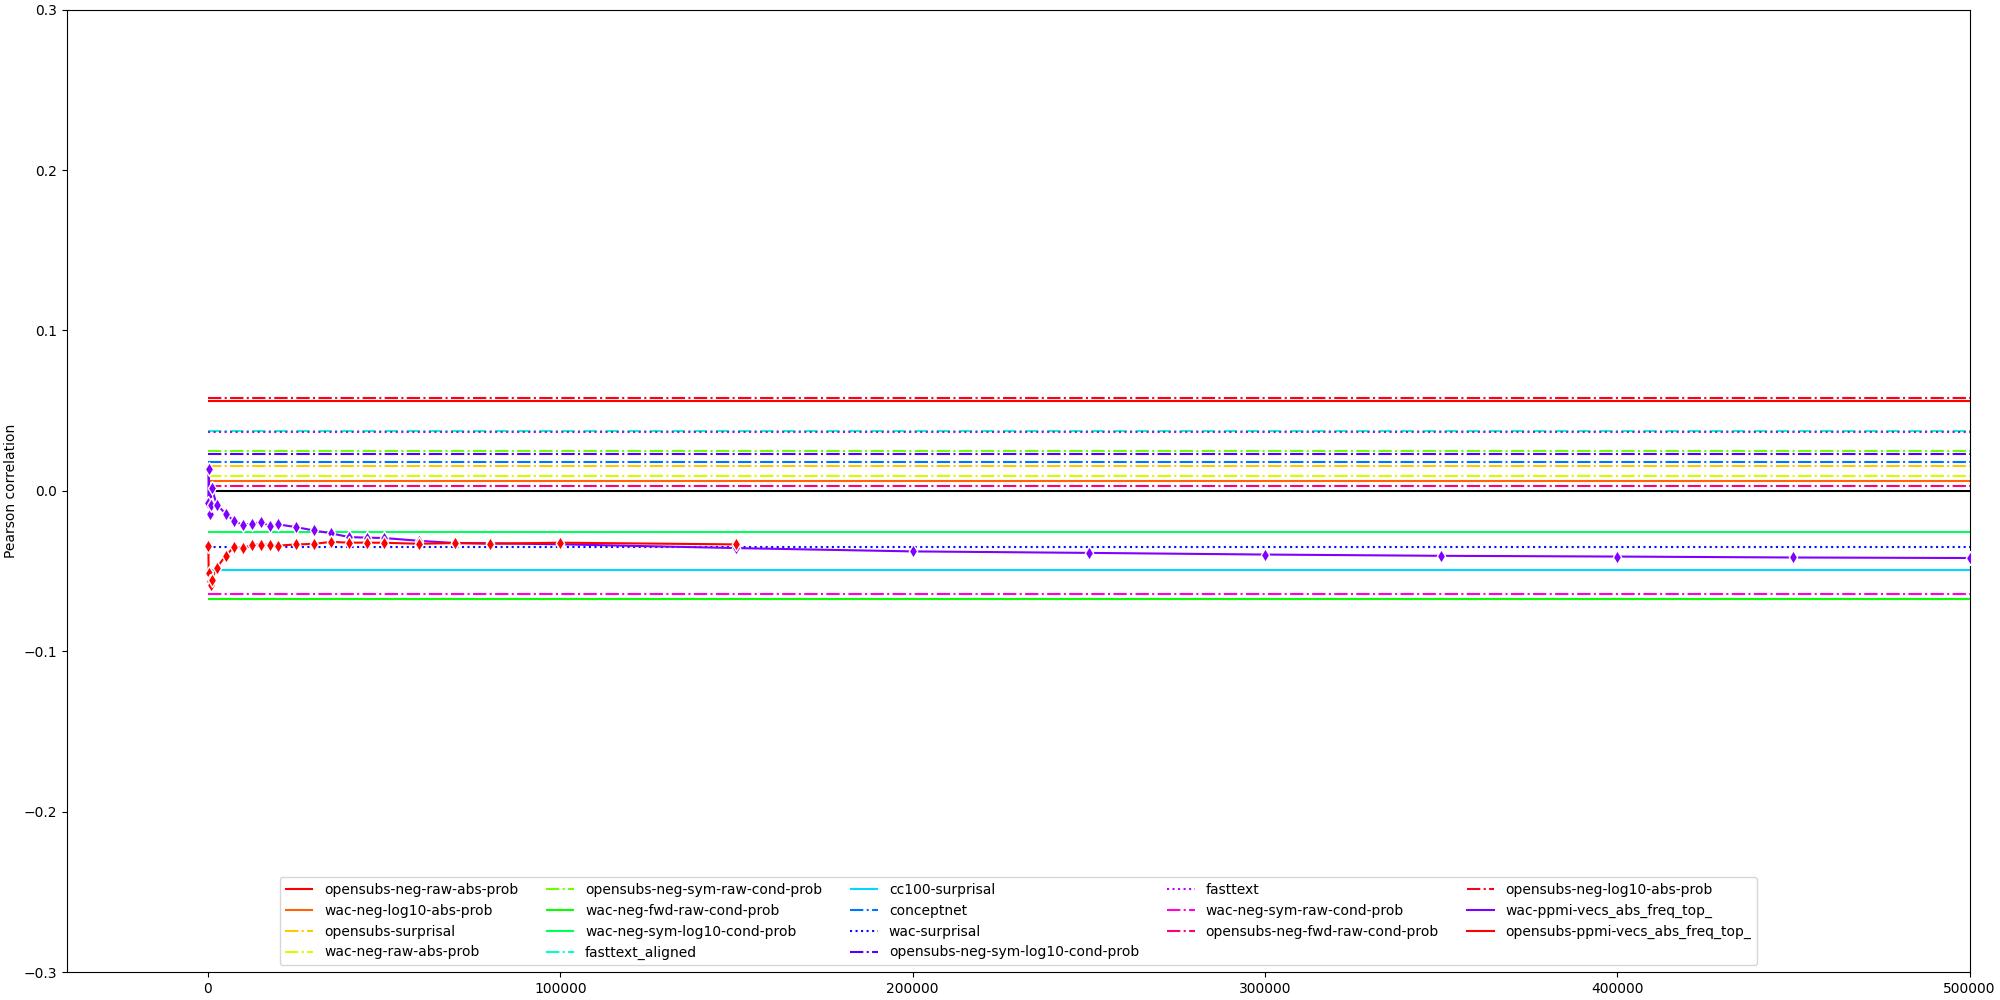 0.3
0.2
0.1
0.0
−0.1
−0.2
−0.3
Pearson correlation
opensubs-neg-raw-abs-prob
wac-neg-log10-abs-prob
opensubs-surprisal
wac-neg-raw-abs-prob
opensubs-neg-sym-raw-cond-prob
wac-neg-fwd-raw-cond-prob
wac-neg-sym-log10-cond-prob
fasttext_aligned
cc100-surprisal
conceptnet
wac-surprisal
opensubs-neg-sym-log10-cond-prob
fasttext
wac-neg-sym-raw-cond-prob
opensubs-neg-fwd-raw-cond-prob
opensubs-neg-log10-abs-prob
wac-ppmi-vecs_abs_freq_top_
opensubs-ppmi-vecs_abs_freq_top_
0
100000
200000
300000
400000
500000